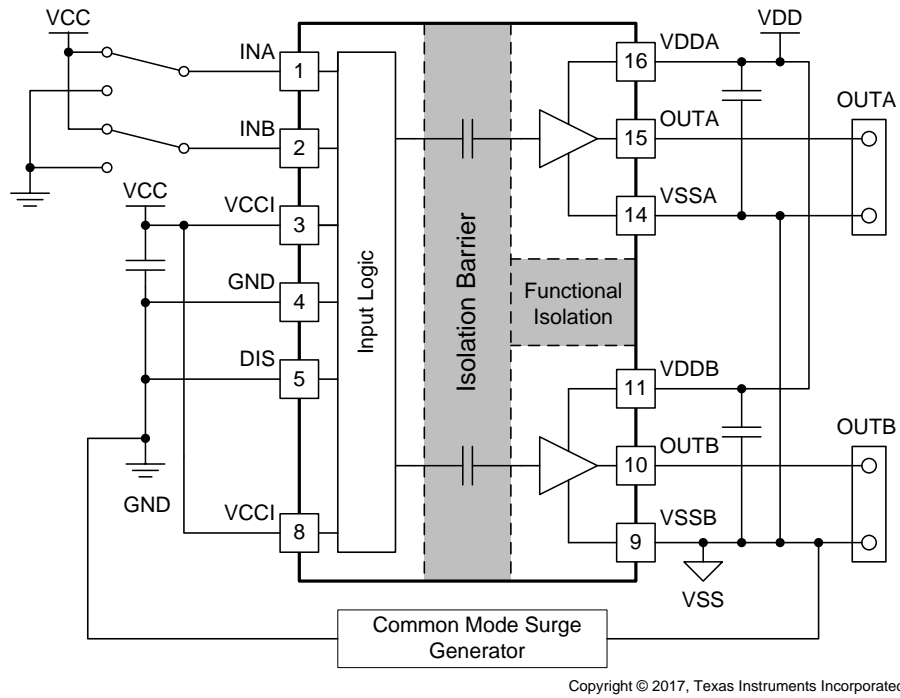 VCC
INA
1
INB
2
VCC
VCCI
3
GND
4
DIS
5
GND
VCCI
8
Input Logic
Isolation Barrier
Functional
Isolation
VDDA
16
VDD
OUTA
15
OUTA
VSSA
14
VDDB
11
OUTB
10
OUTB
VSSB
9
VSS
Common Mode Surge
Generator
Copyright © 2017, Texas Instruments Incorporated